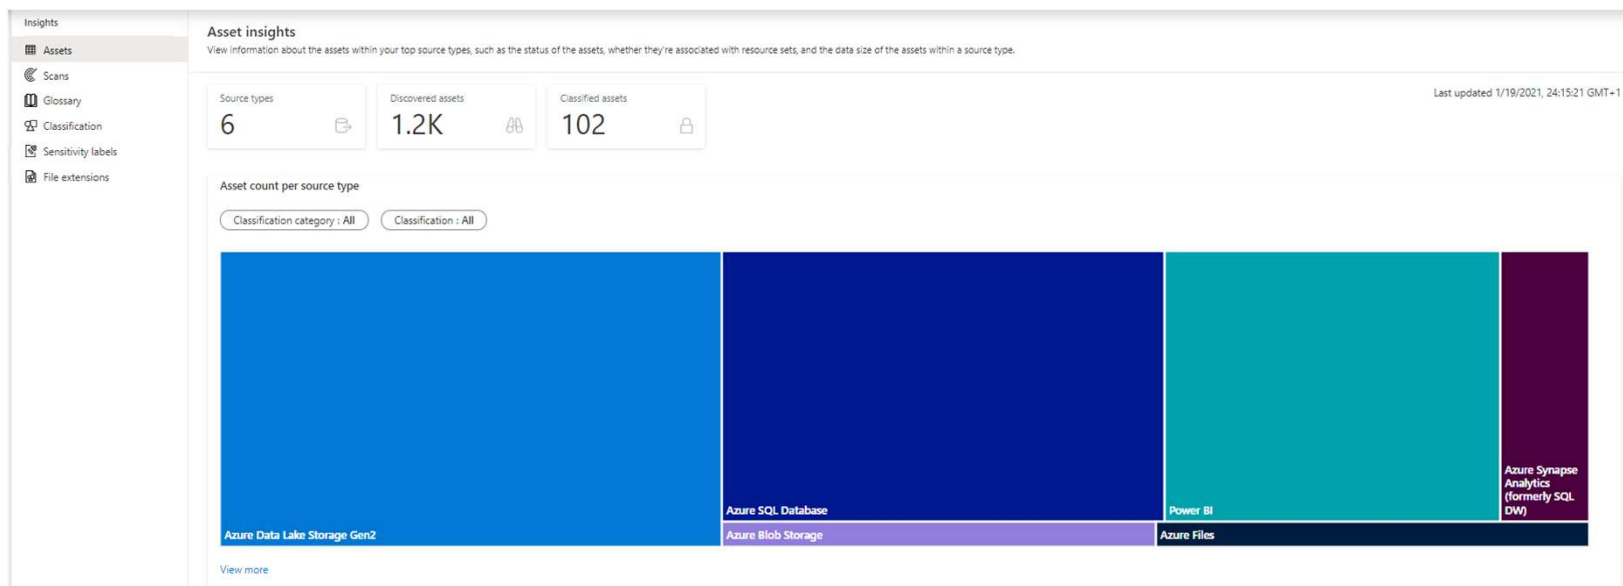 Insights
Assets
Scans
Glossary
Classification
Sensitivity labels
File extensions
Asset insights
View information about the assets within your top source types, such as the status of the assets, whether they're associated with resource sets, and the data size of the assets within a source type.
Last updated 1/19/2021, 24:15:21 GMT+1
Source types
6
Discovered assets
1.2K
Classified assets
102
Asset count per source type
Classification category : All
Classification : All
Azure Data Lake Storage Gen2
Azure SQL Database
Power BI
Azure Synapse
Analytics
(formerly SQL
DW)
Azure Blob Storage
Azure Files
View more